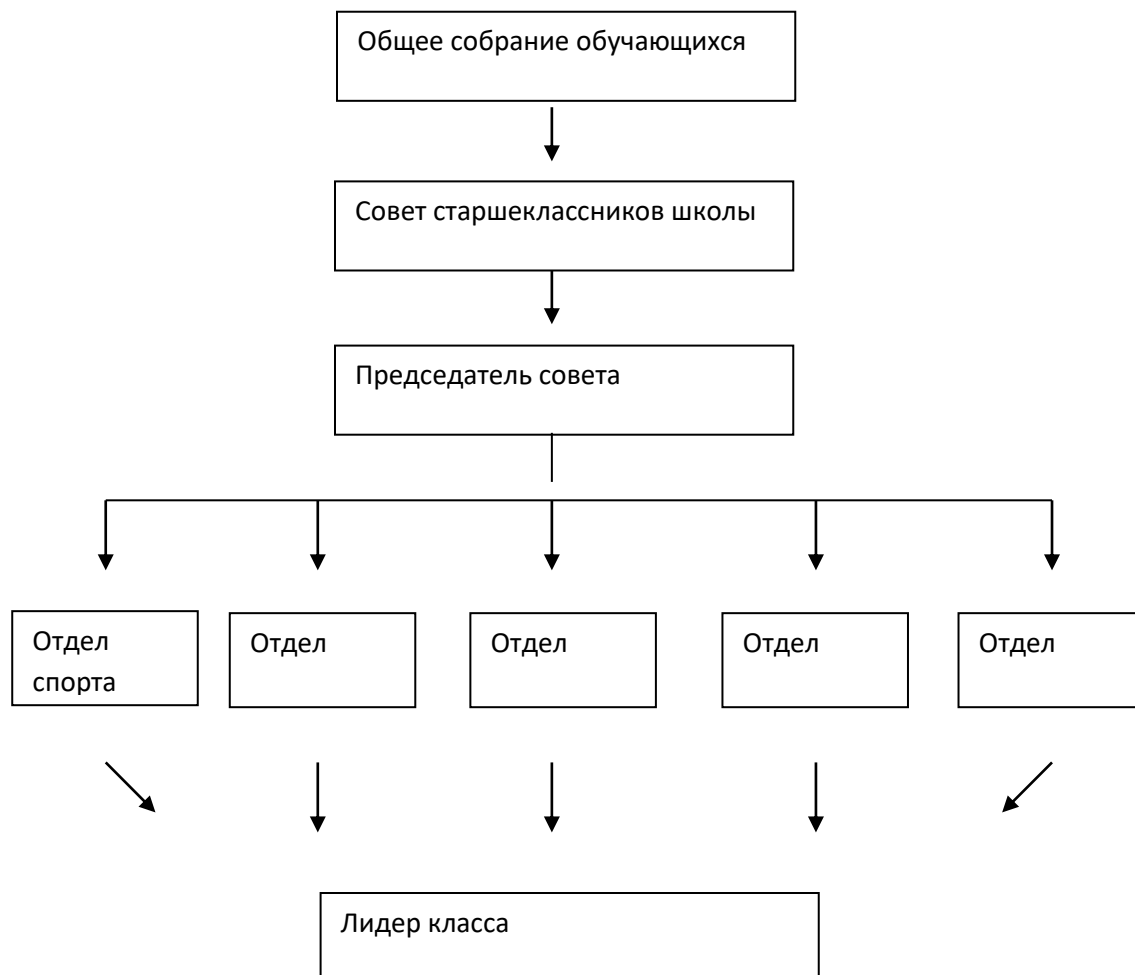 Общее собрание обучающихся
Совет старшеклассников школы
Председатель совета
Отдел
спорта
Отдел
Отдел
Отдел
Отдел
Лидер класса